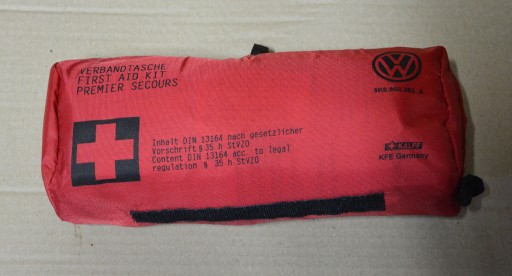 VERBANDTASCHE
FIRST AID KIT
PREMIER SECOURS
Inhalt DIN 13164 nach gesetzlicher
Vorschrift § 35 h StVZO
Content DIN 13164 acc. to legal
regulation § 35 h StVZO
KALFF
KFE Germany